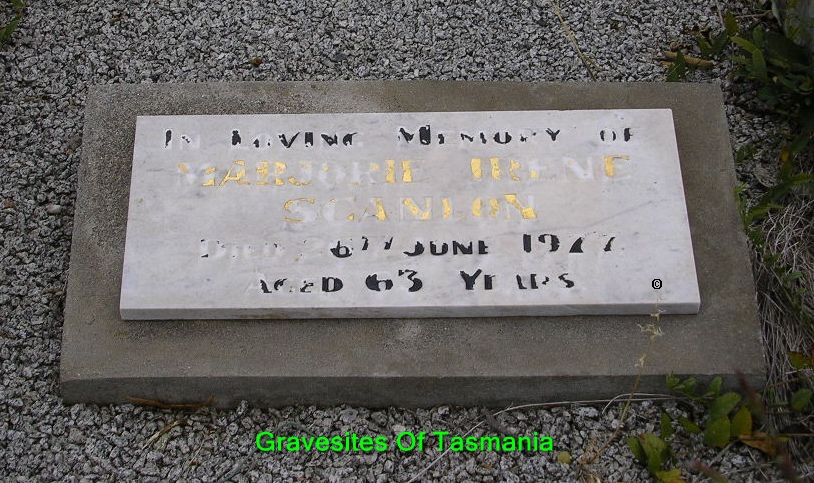 In Loving Memory of
MARJORIE IRENE
SCANLON
Died 26TH June 1977
Aged 63 Years
©
Gravesites Of Tasmania